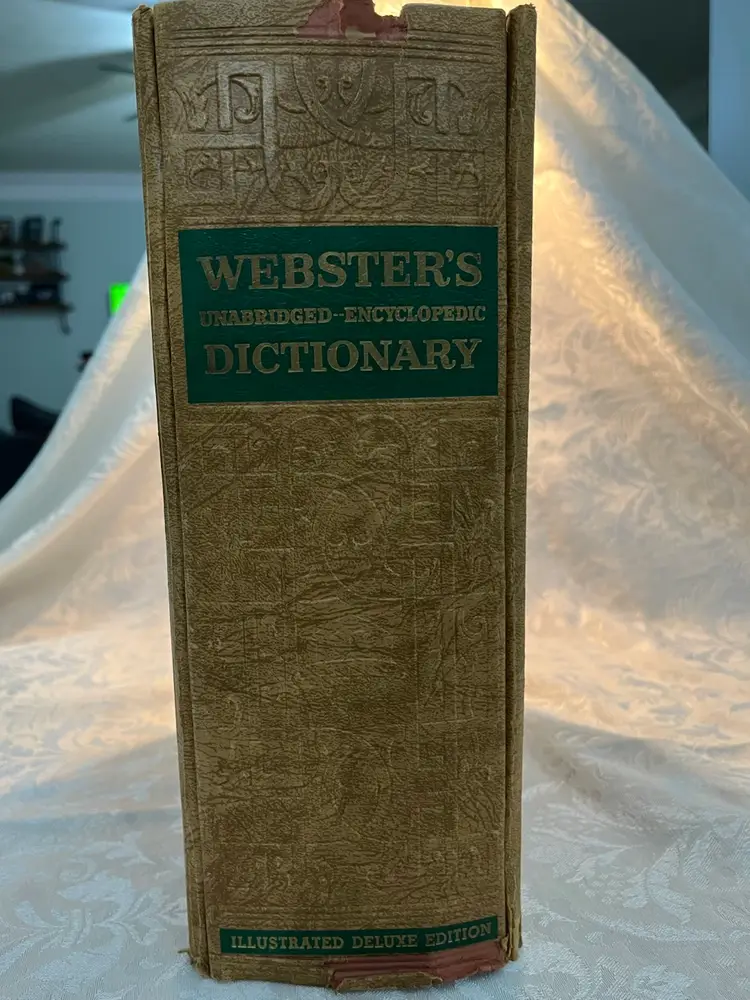 WEBSTER'S
UNABRIDGED--ENCYCLOPEDIC
DICTIONARY
ILLUSTRATED DELUXE EDITION